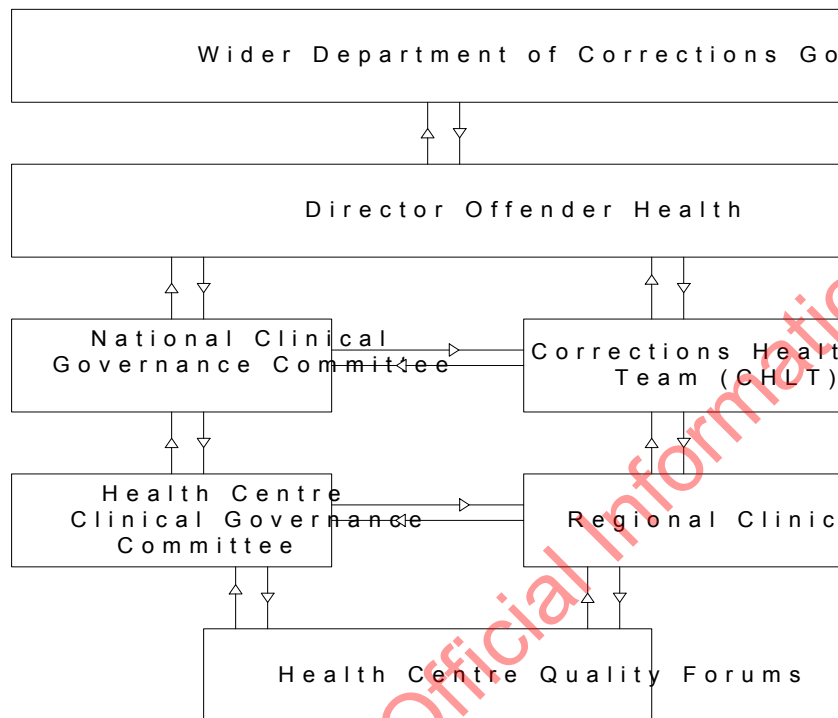 Wider Department of Corrections Go
Director Offender Health
National Clinical
Governance Committee
Corrections Healt
Team (CHLT)
Health Centre
Clinical Governance
Committee
Regional Clinic
Health Centre Quality Forums
Official Informatio